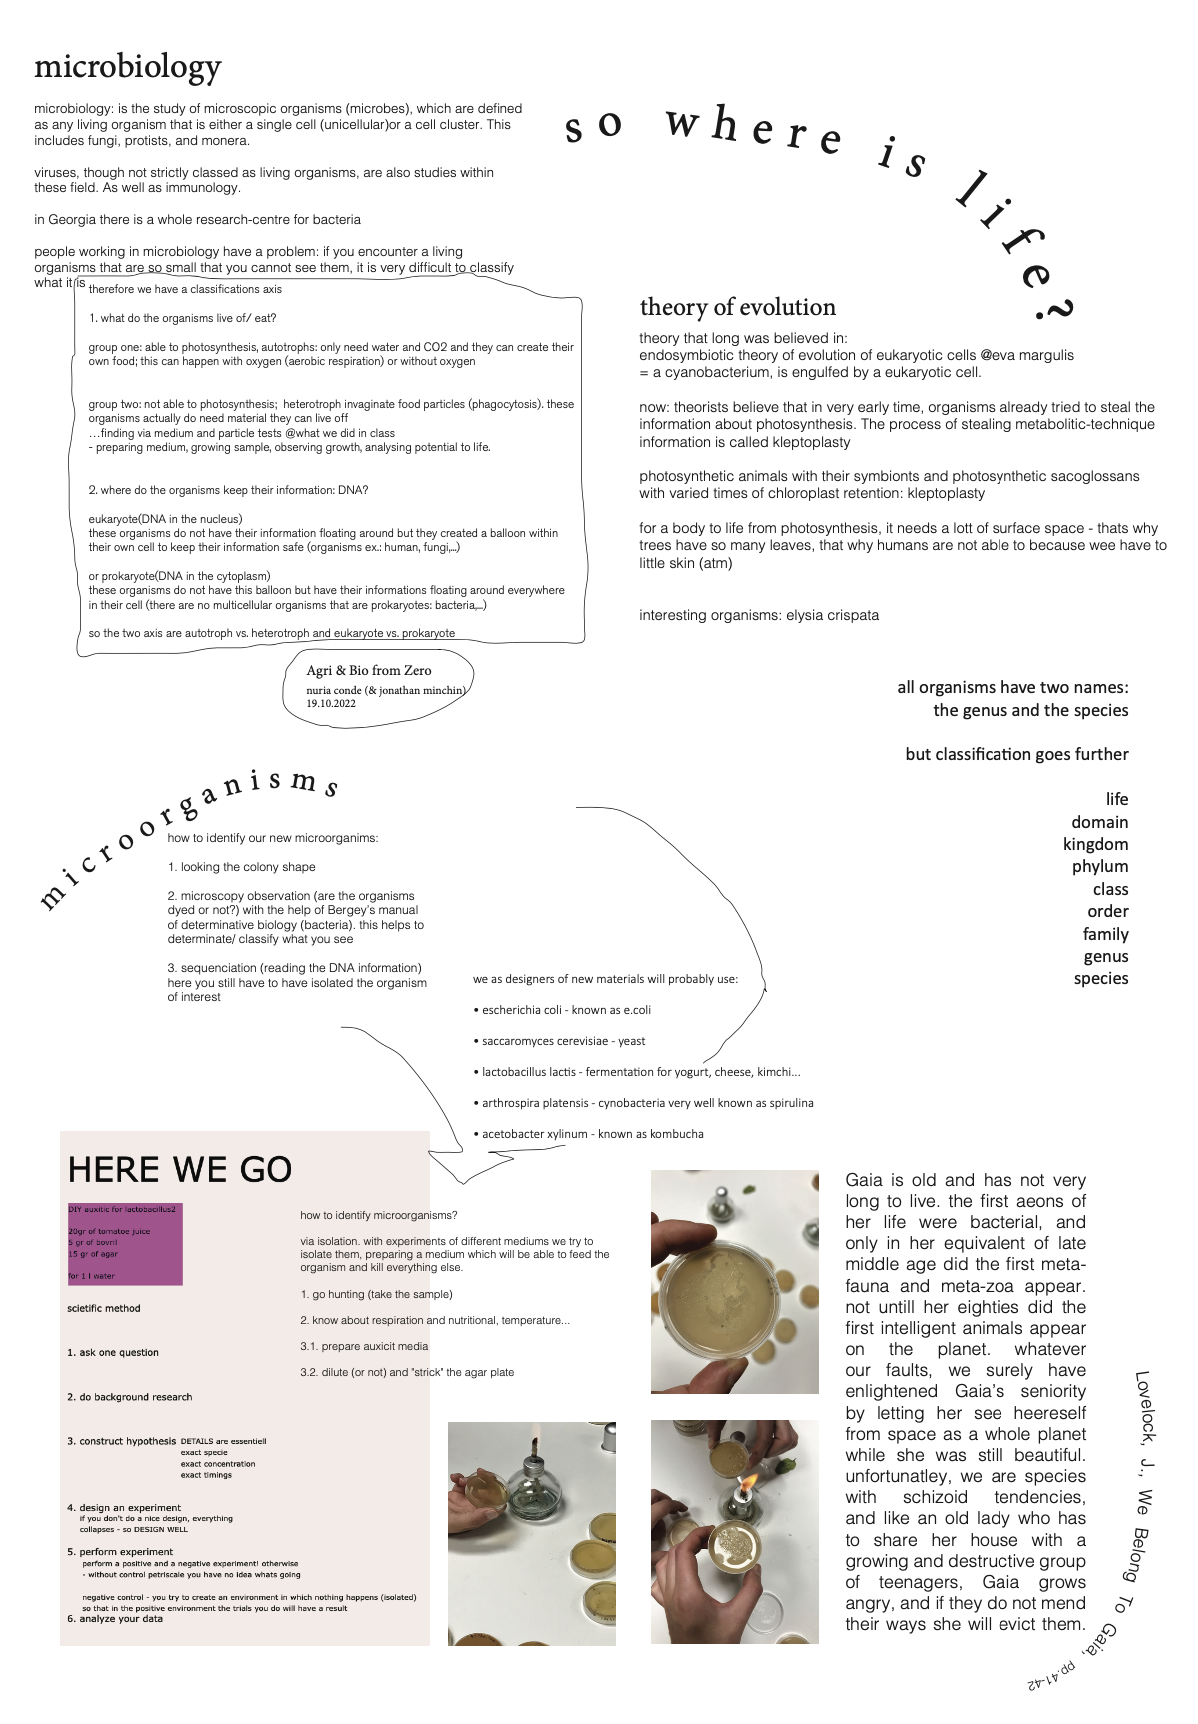 microbiology
microbiology: is the study of microscopic organisms (microbes), which are defined
as any living organism that is either a single cell (unicellular)or a cell cluster. This
includes fungi, protists, and monera.
viruses, though not strictly classed as living organisms, are also studies within
these field. As well as immunology.
in Georgia there is a whole research-centre for bacteria
people working in microbiology have a problem: if you encounter a living
organisms that are so small that you cannot see them, it is very difficult to classify
what it is
therefore we have a classifications axis
1. what do the organisms live of/ eat?
group one: able to photosynthesis, autotrophs: only need water and CO2 and they can create their
own food; this can happen with oxygen (aerobic respiration) or without oxygen
group two: not able to photosynthesis;  heterotroph invaginate food particles (phagocytosis). these
organisms actually do need material they can live off
…finding via medium and particle tests @what we did in class
- preparing medium, growing sample, observing growth, analysing potential to life.
2. where do the organisms keep their information: DNA?
eukaryote(DNA in the nucleus)
these organisms do not have their information floating around but they created a balloon within
their own cell to keep their information safe (organisms ex.: human, fungi,...)
or prokaryote(DNA in the cytoplasm)
these organisms do not have this balloon but have their informations floating around everywhere
in their cell (there are no multicellular organisms that are prokaryotes: bacteria,...)
so the two axis are autotroph vs. heterotroph and eukaryote vs. prokaryote
Agri & Bio from Zero
nuria conde (& jonathan minchin)
19.10.2022
so where is life?
theory of evolution
theory that long was believed in:
endosymbiotic theory of evolution of eukaryotic cells @eva margulis
= a cyanobacterium, is engulfed by a eukaryotic cell.
now: theorists believe that in very early time, organisms already tried to steal the
information about photosynthesis. The process of stealing metabolitic-technique
information is called kleptoplasty
photosynthetic animals with their symbionts and photosynthetic sacoglossans
with varied times of chloroplast retention: kleptoplasty
for a body to life from photosynthesis, it needs a lott of surface space - thats why
trees have so many leaves, that why humans are not able to because wee have to
little skin (atm)
interesting organisms: elysia crispata
all organisms have two names:
the genus and the species
but classification goes further
life
domain
kingdom
phylum
class
order
family
genus
species
microorganisms
how to identify our new microorganims:
1. looking the colony shape
2. microscopy observation (are the organisms
dyed or not?) with the help of Bergey's manual
of determinative biology (bacteria). this helps to
determinate/ classify what you see
3. sequenciation (reading the DNA information)
here you still have to have isolated the organism
of interest
we as designers of new materials will probably use:
• escherichia coli - known as e.coli
• saccaromyces cerevisiae - yeast
• lactobacillus lactis - fermentation for yogurt, cheese, kimchi...
• arthrospira platensis - cynobacteria very well known as spirulina
• acetobacter xylinum - known as kombucha
HERE WE GO
DIY auxitic for lactobacillus2
20gr of tomatoe juice
5 gr of bovril
15 gr of agar
for 1 l water
scietific method
1. ask one question
2. do background research
3. construct hypothesis DETAILS are essentiell
exact specie
exact concentration
exact timings
4. design an experiment
if you don't do a nice design, everything
collapses - so DESIGN WELL
5. perform experiment
perform a positive and a negative experiment! otherwise
- without control petriscale you have no idea whats going
negative control - you try to create an environment in which nothing happens (isolated)
so that in the positive environment the trials you do will have a result
6. analyze your data
how to identify microorganisms?
via isolation. with experiments of different mediums we try to
isolate them, preparing a medium which will be able to feed the
organism and kill everything else.
1. go hunting (take the sample)
2. know about respiration and nutritional, temperature...
3.1. prepare auxicit media
3.2. dilute (or not) and "strick" the agar plate
Gaia is old and has not very
long to live. the first aeons of
her life were bacterial, and
only in her equivalent of late
middle age did the first meta-
fauna and meta-zoa appear.
not untill her eighties did the
first intelligent animals appear
on the planet. whatever
our faults, we surely have
enlightened Gaia's seniority
by letting her see heereself
from space as a whole planet
while she was still beautiful.
unfortunatley, we are species
with schizoid tendencies,
and like an old lady who has
to share her house with a
growing and destructive group
of teenagers, Gaia grows
angry, and if they do not mend
their ways she will evict them.
Lovelock, J., We Belong To Gaia, pp.41-42